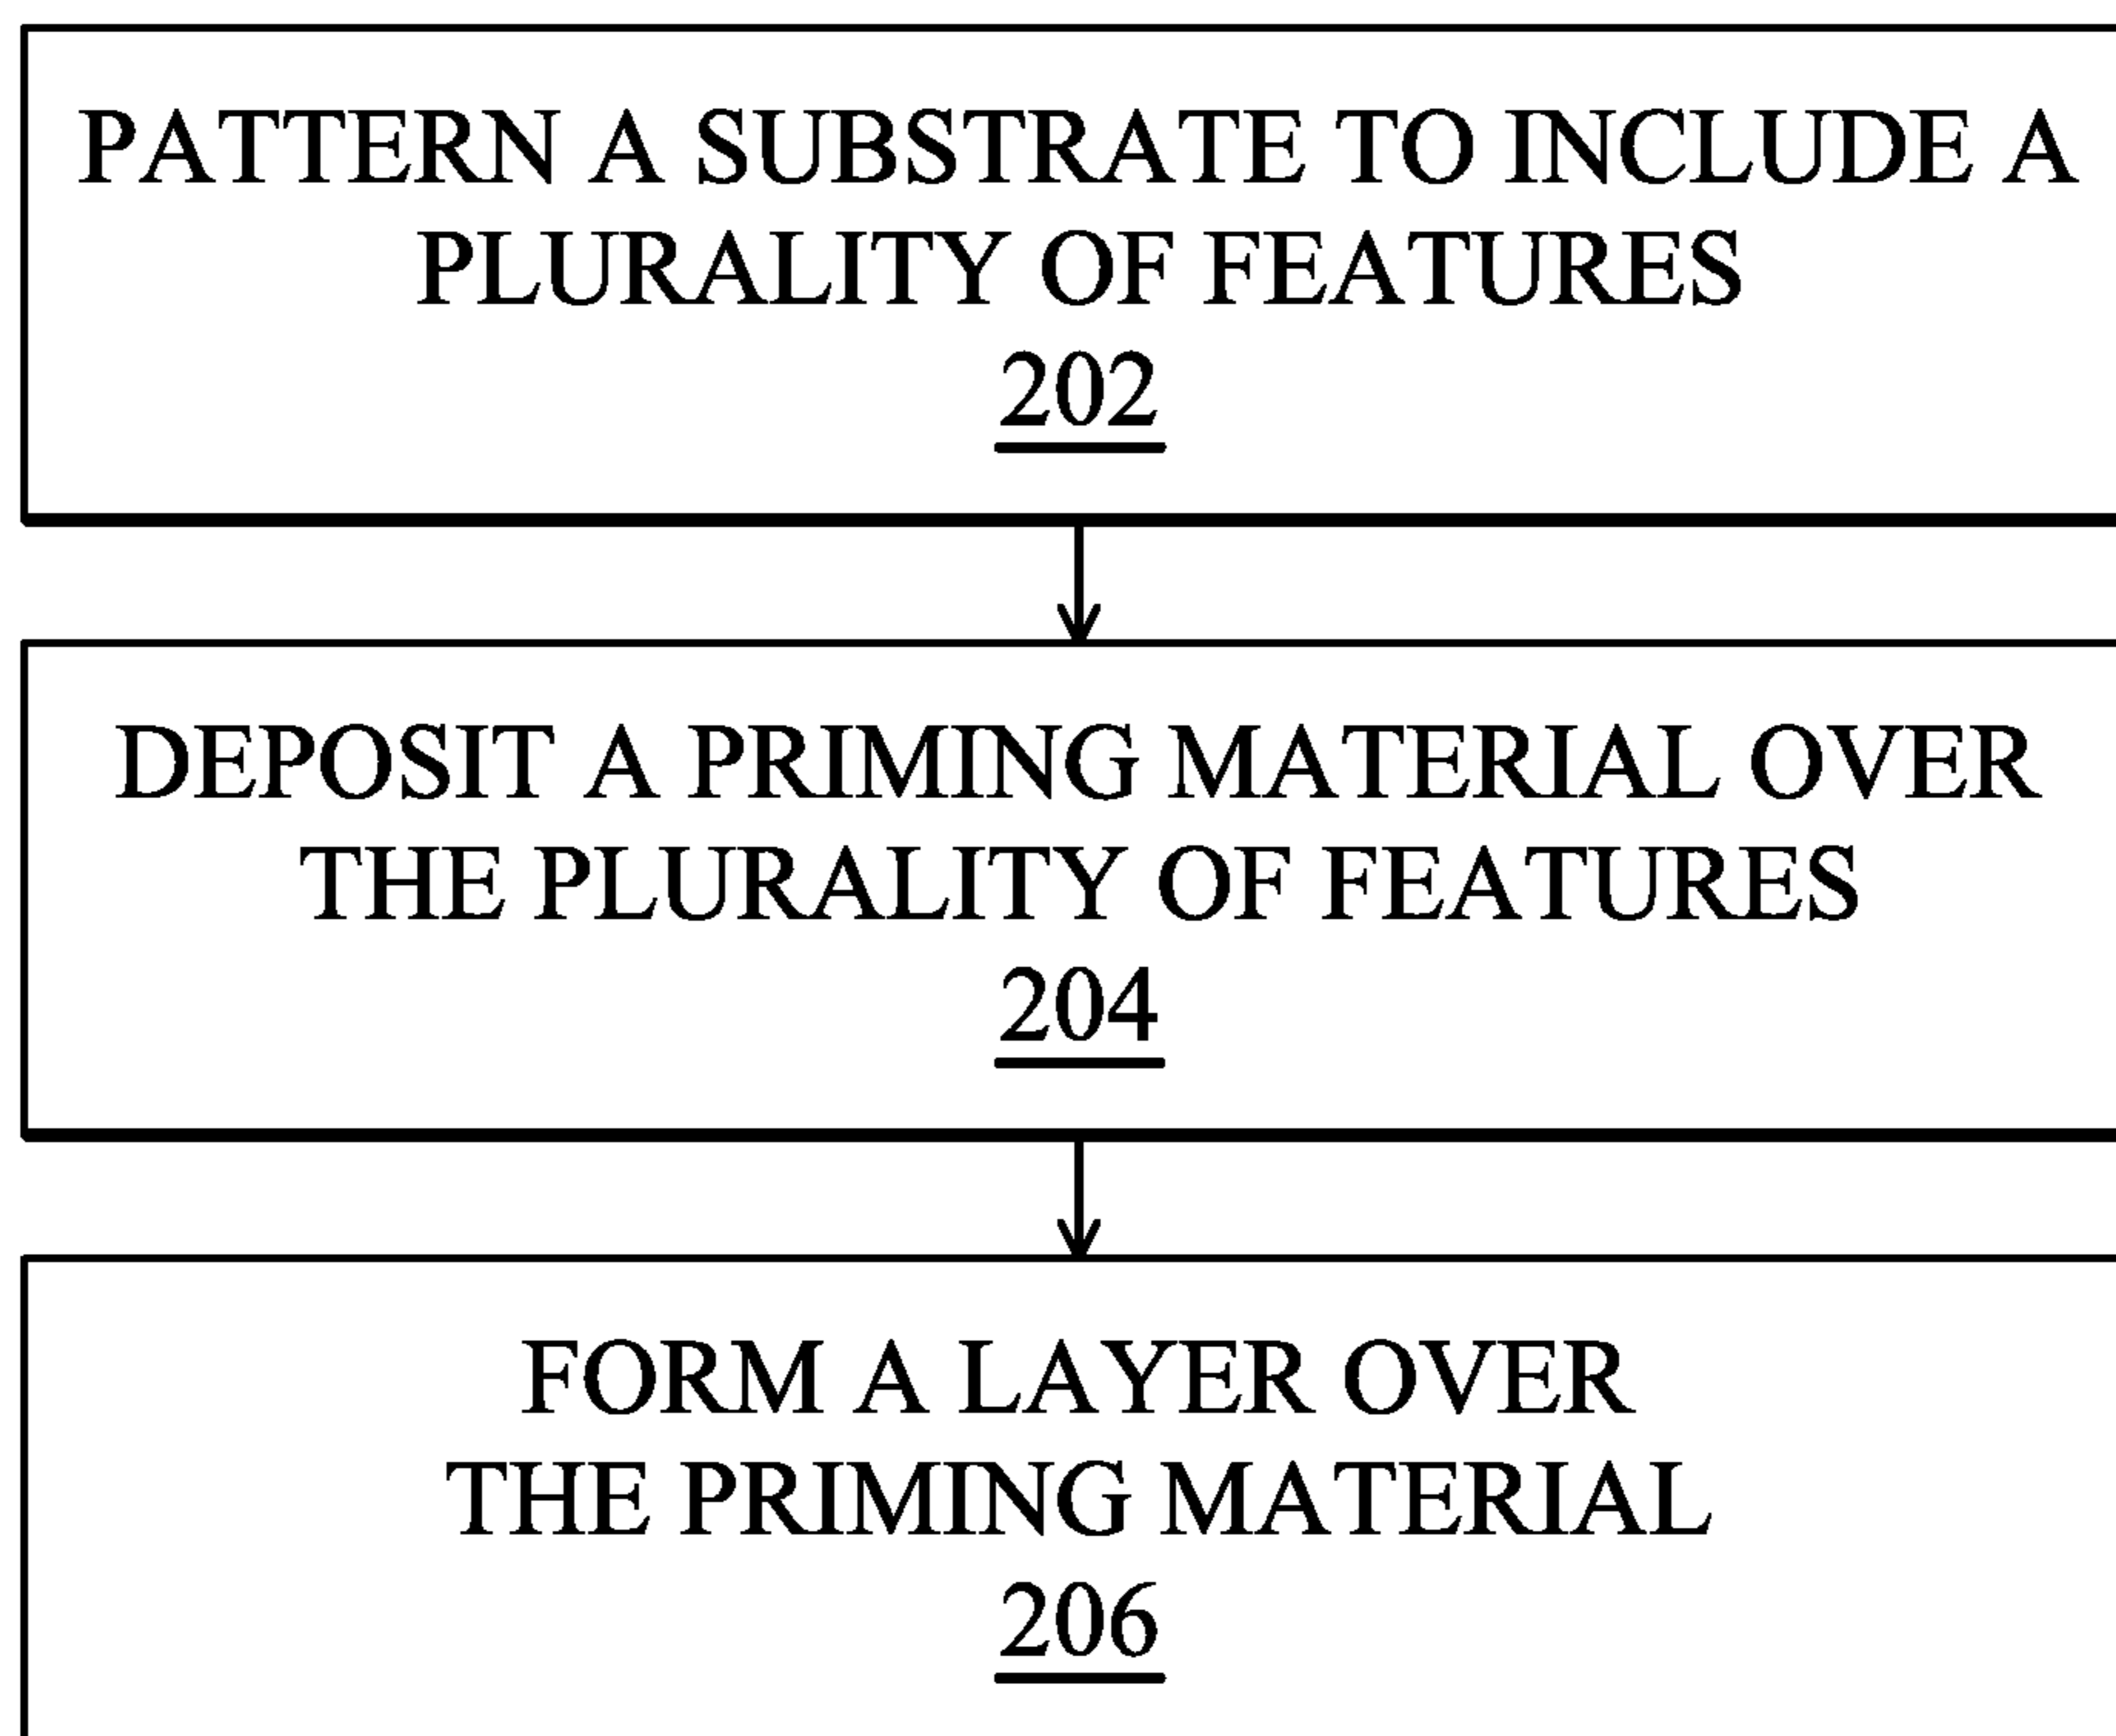 PATTERN A SUBSTRATE TO INCLUDE A
PLURALITY OF FEATURES
202
DEPOSIT A PRIMING MATERIAL OVER
THE PLURALITY OF FEATURES
204
FORM A LAYER OVER
THE PRIMING MATERIAL
206